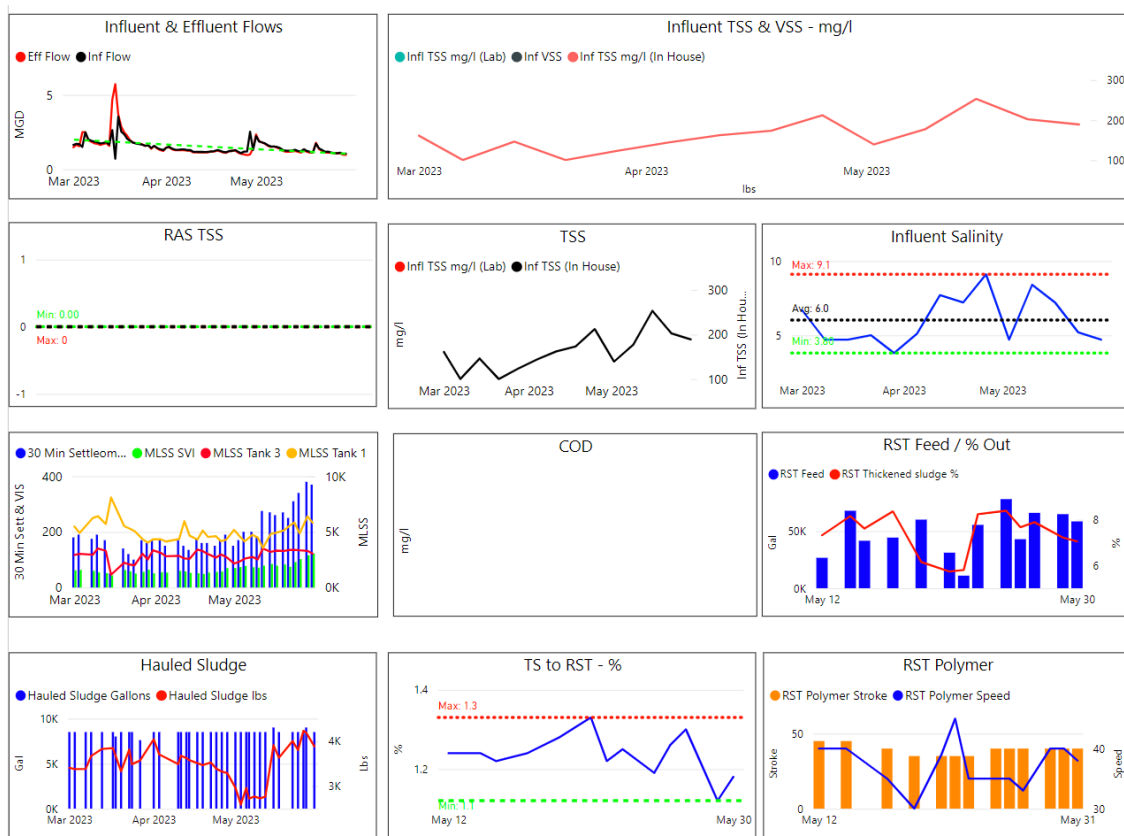 Influent & Effluent Flows
Eff Flow Inf Flow
5
0
MGD
Mar 2023 Apr 2023 May 2023
Influent TSS & VSS - mg/l
Infl TSS mg/l (Lab) Inf VSS Inf TSS mg/l (In House)
300
200
100
Mar 2023 Apr 2023 May 2023
lbs
RAS TSS
1
Min: 0.00
0
Max: 0
-1
TSS
Infl TSS mg/l (Lab) Inf TSS (In House)
300
200
100
mg/l
Inf TSS (In Hou...
Mar 2023 Apr 2023 May 2023
Influent Salinity
10
Max: 9.1
Avg: 6.0
5
Min: 3.80
Mar 2023 Apr 2023 May 2023
30 Min Settleom... MLSS SVI MLSS Tank 3 MLSS Tank 1
400 10K
200 5K
0 0K
30 Min Sett & VIS
MLSS
Mar 2023 Apr 2023 May 2023
COD
mg/l
RST Feed / % Out
RST Feed RST Thickened sludge %
50K 8
0K 6
Gal
%
May 12 May 30
Hauled Sludge
Hauled Sludge Gallons Hauled Sludge lbs
10K
5K
0K
4K
3K
Gal
Lbs
Mar 2023 Apr 2023 May 2023
TS to RST - %
1.4
Max: 1.3
1.2
Min: 1.1
%
May 12 May 30
RST Polymer
RST Polymer Stroke RST Polymer Speed
50 40
0 30
Stroke
Speed
May 12 May 31